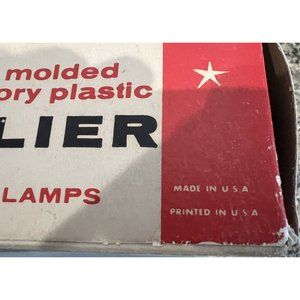 molded
ory plastic
LIER
LAMPS
MADE IN U S A
PRINTED IN U S A